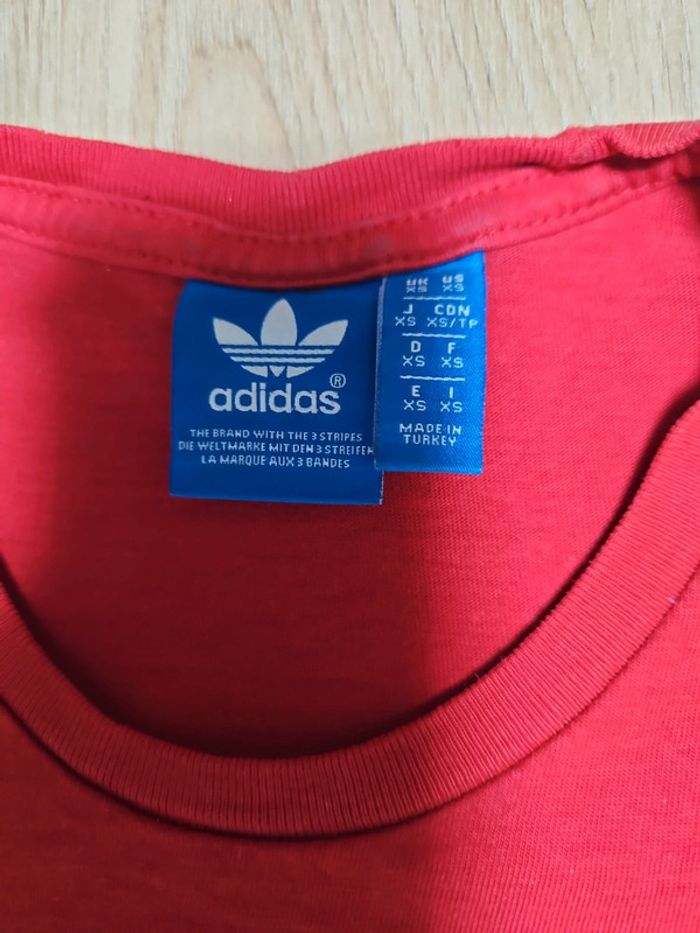 adidas®
THE BRAND WITH THE 3 STRIPES
DIE WELTMARKE MIT DEN 3 STREIFEN
LA MARQUE AUX 3 BANDES
UK US
XS XS
J CDN
XS XS/TP
D F
XS XS
E I
XS XS
MADE IN
TURKEY